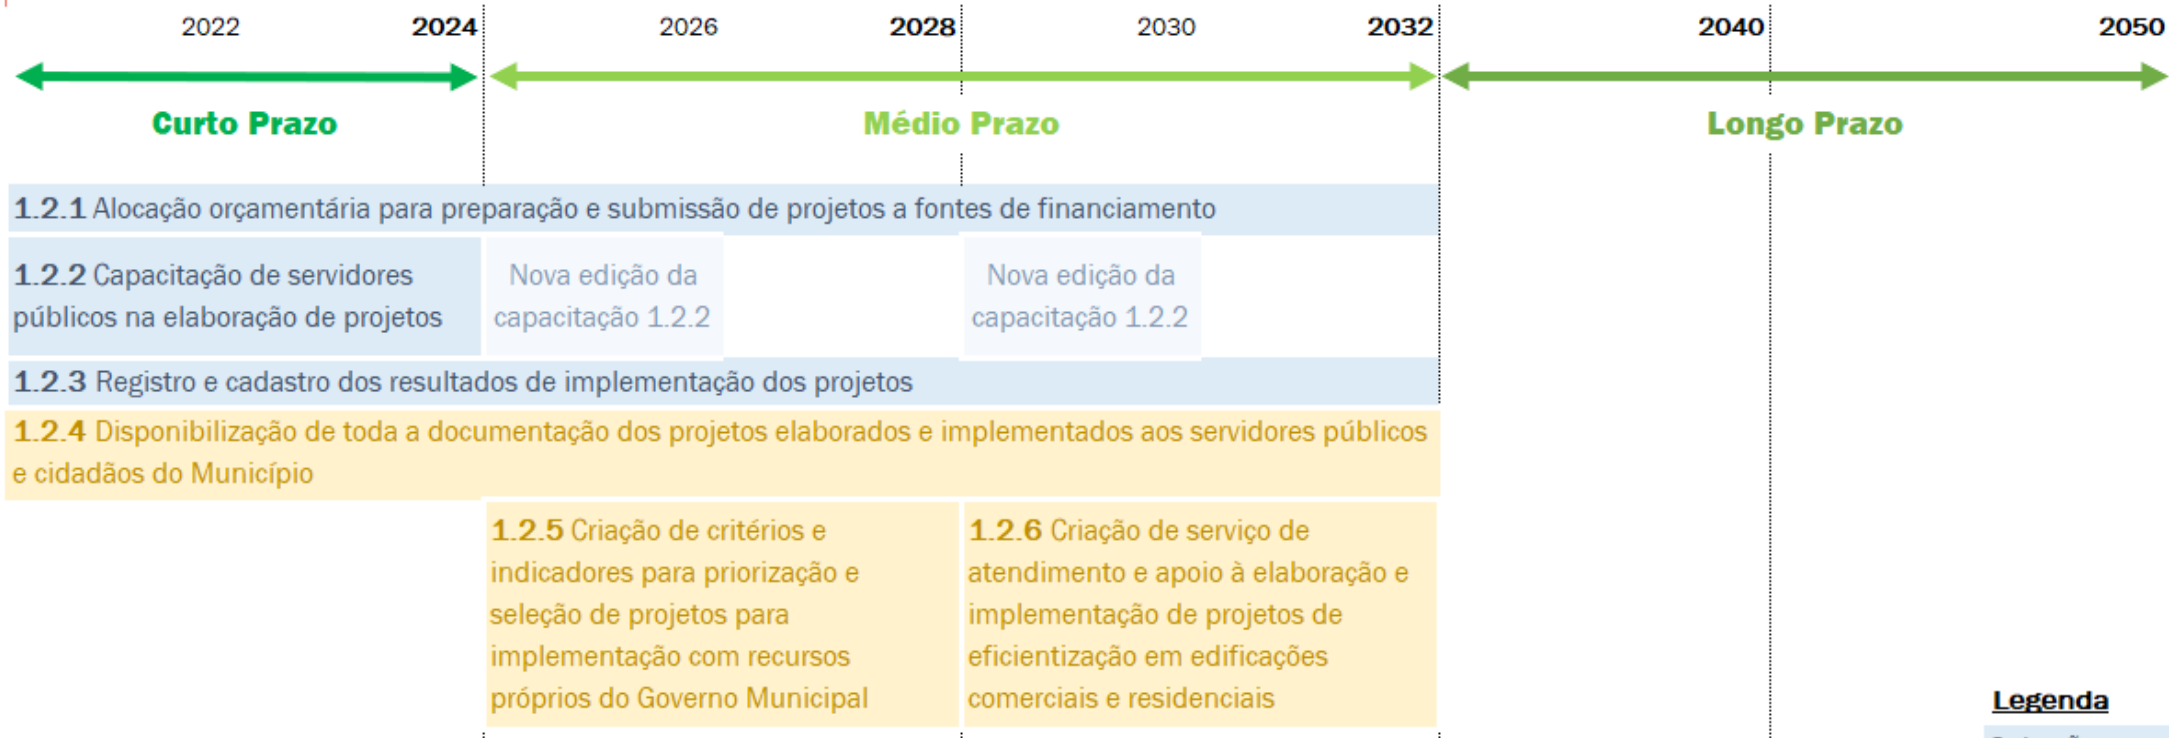 2022 2024 2026 2028 2030 2032 2040 2050
Curto Prazo Médio Prazo Longo Prazo
1.2.1 Alocação orçamentária para preparação e submissão de projetos a fontes de financiamento
1.2.2 Capacitação de servidores
públicos na elaboração de projetos
Nova edição da
capacitação 1.2.2
Nova edição da
capacitação 1.2.2
1.2.3 Registro e cadastro dos resultados de implementação dos projetos
1.2.4 Disponibilização de toda a documentação dos projetos elaborados e implementados aos servidores públicos
e cidadãos do Município
1.2.5 Criação de critérios e
indicadores para priorização e
seleção de projetos para
implementação com recursos
próprios do Governo Municipal
1.2.6 Criação de serviço de
atendimento e apoio à elaboração e
implementação de projetos de
eficientização em edificações
comerciais e residenciais
Legenda